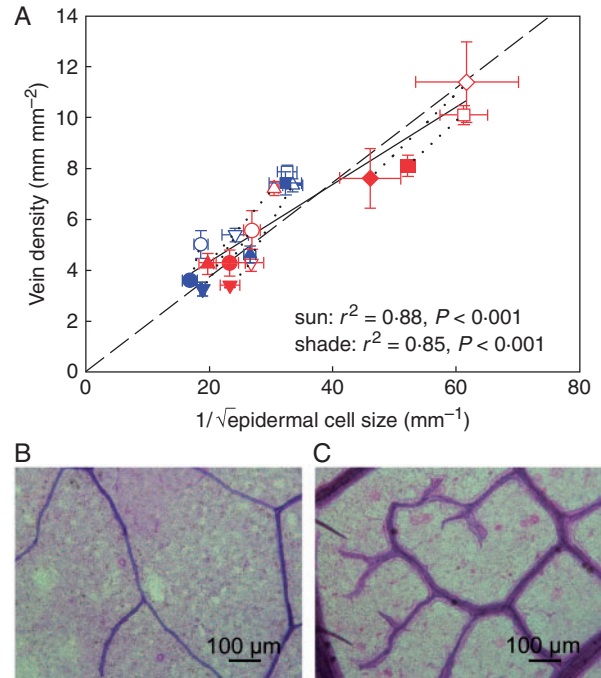 A
14
12
10
8
6
4
2
0
Vein density (mm mm⁻²)
sun: r² = 0·88, P < 0·001
shade: r² = 0·85, P < 0·001
0 20 40 60 80
1/√epidermal cell size (mm⁻¹)
B C
100 µm 100 µm